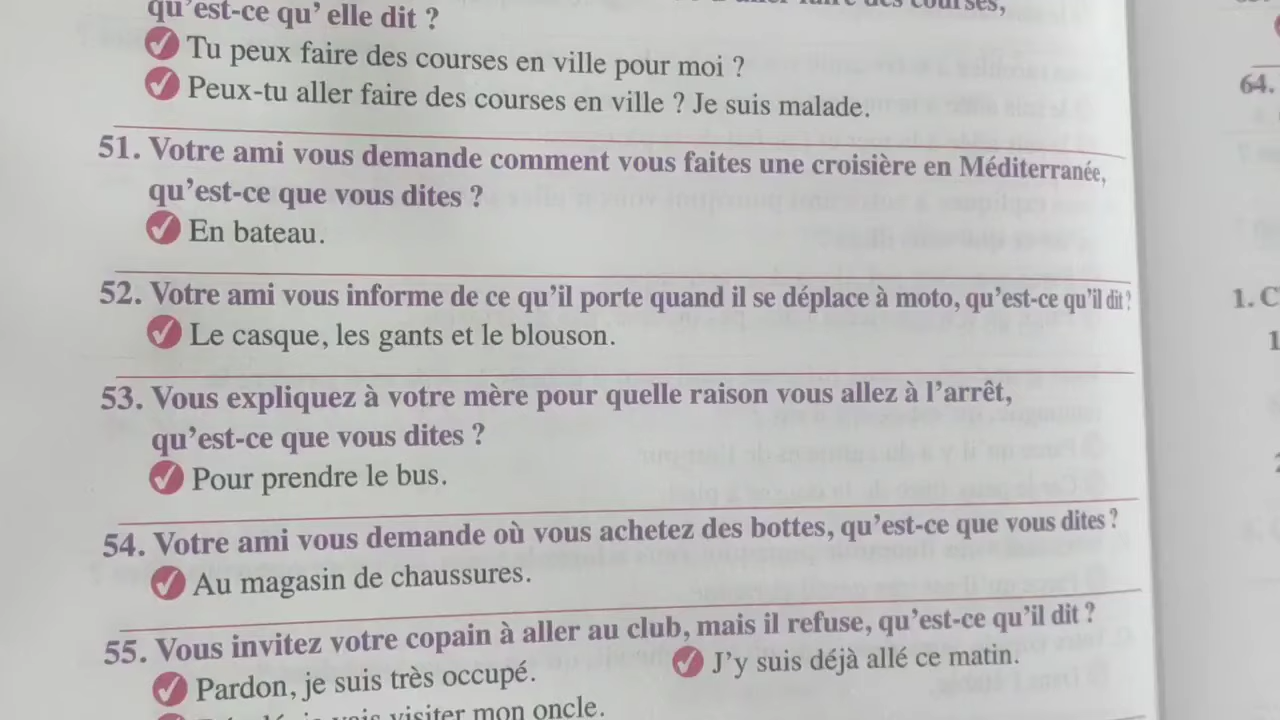 qu'est-ce qu' elle dit ?
Tu peux faire des courses en ville pour moi ?
Peux-tu aller faire des courses en ville ? Je suis malade.
51. Votre ami vous demande comment vous faites une croisière en Méditerranée,
qu'est-ce que vous dites ?
En bateau.
52. Votre ami vous informe de ce qu'il porte quand il se déplace à moto, qu'est-ce qu'il dit ?
Le casque, les gants et le blouson.
53. Vous expliquez à votre mère pour quelle raison vous allez à l'arrêt,
qu'est-ce que vous dites ?
Pour prendre le bus.
54. Votre ami vous demande où vous achetez des bottes, qu'est-ce que vous dites ?
Au magasin de chaussures.
55. Vous invitez votre copain à aller au club, mais il refuse, qu'est-ce qu'il dit ?
Pardon, je suis très occupé.
J'y suis déjà allé ce matin.
visiter mon oncle.
64.
1. C
1